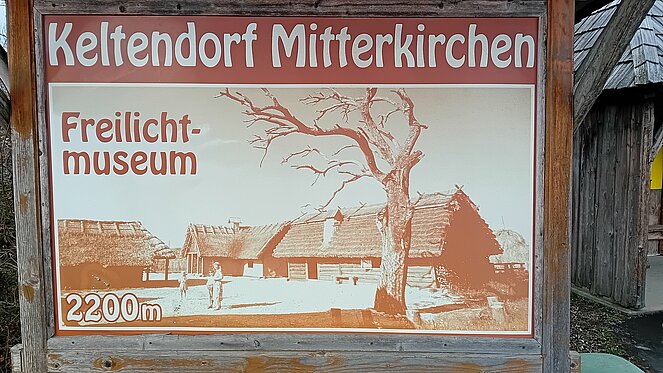 Keltendorf Mitterkirchen
Freilicht-
museum
2200m